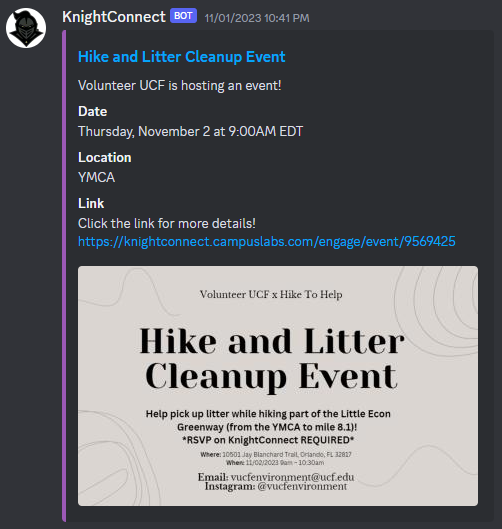 KnightConnect BOT 11/01/2023 10:41 PM
Hike and Litter Cleanup Event
Volunteer UCF is hosting an event!
Date
Thursday, November 2 at 9:00AM EDT
Location
YMCA
Link
Click the link for more details!
https://knightconnect.campuslabs.com/engage/event/9569425
Volunteer UCF x Hike To Help
Hike and Litter
Cleanup Event
Help pick up litter while hiking part of the Little Econ
Greenway (from the YMCA to mile 8.1)!
*RSVP on KnightConnect REQUIRED*
Where: 10501 Jay Blanchard Trail, Orlando, FL 32817
When: 11/02/2023 9am - 10:30am
Email: vucfenvironment@ucf.edu
Instagram: @vucfenvironment